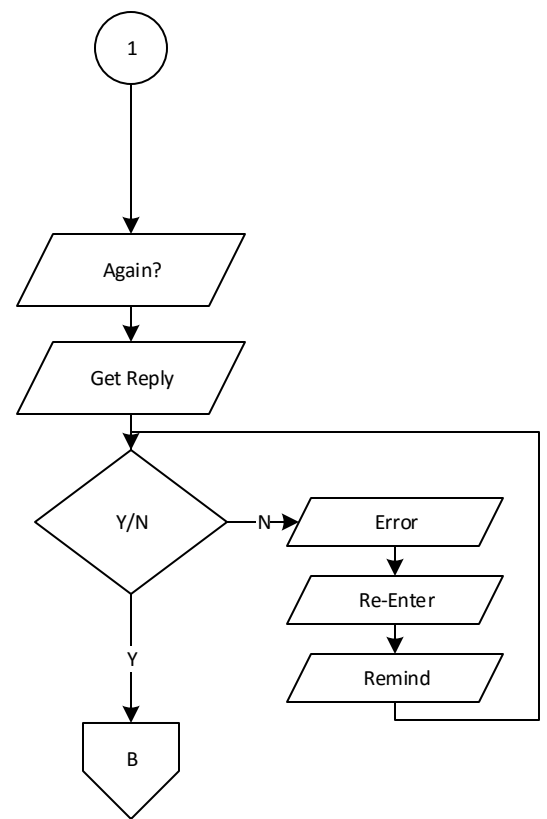 1
Again?
Get Reply
Y/N
N
Error
Re-Enter
Remind
Y
B